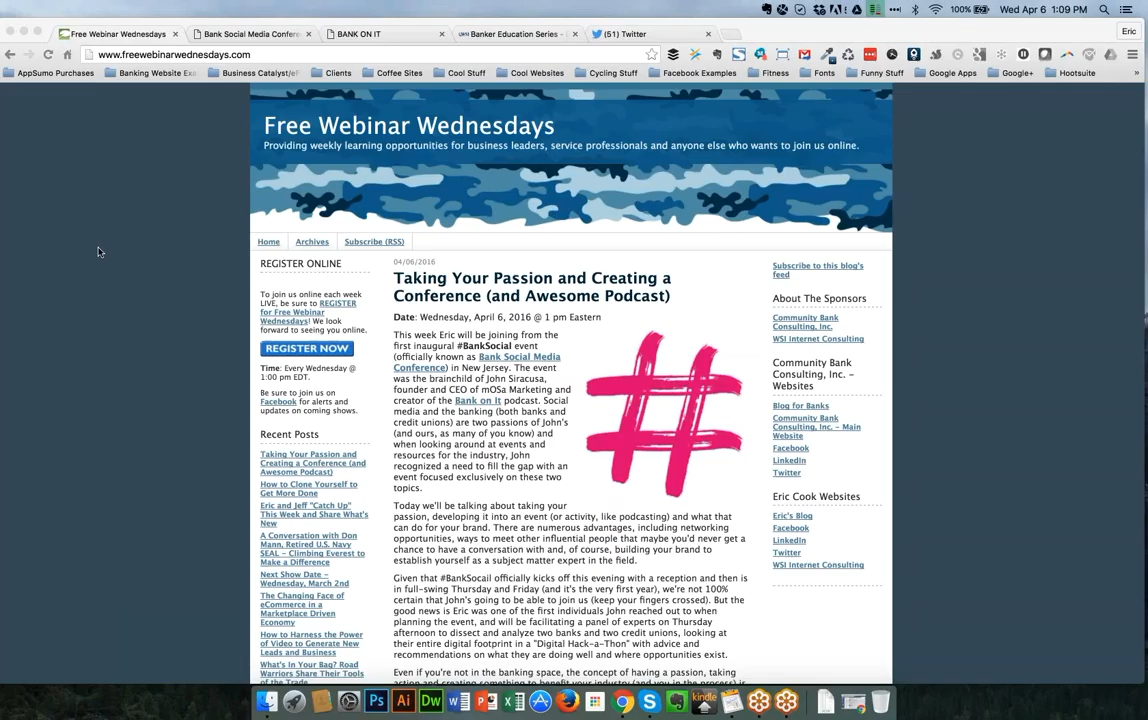 100%
Wed Apr 6 1:09 PM
Free Webinar Wednesdays
Bank Social Media Confere
BANK ON IT
Banker Education Series -
(51) Twitter
Eric
www.freewebinarwednesdays.com
AppSumo Purchases
Banking Website Exa
Business Catalyst/eF
Clients
Coffee Sites
Cool Stuff
Cool Websites
Cycling Stuff
Facebook Examples
Fitness
Fonts
Funny Stuff
Google Apps
Google+
Hootsuite
Free Webinar Wednesdays
Providing weekly learning opportunities for business leaders, service professionals and anyone else who wants to join us online.
Home
Archives
Subscribe (RSS)
REGISTER ONLINE
To join us online each week
LIVE, be sure to REGISTER
for Free Webinar
Wednesdays! We look
forward to seeing you online.
REGISTER NOW
Time: Every Wednesday @
1:00 pm EDT.
Be sure to join us on
Facebook for alerts and
updates on coming shows.
Recent Posts
Taking Your Passion and
Creating a Conference (and
Awesome Podcast)
How to Clone Yourself to
Get More Done
Eric and Jeff "Catch Up"
This Week and Share What's
New
A Conversation with Don
Mann, Retired U.S. Navy
SEAL - Climbing Everest to
Make a Difference
Next Show Date -
Wednesday, March 2nd
The Changing Face of
eCommerce in a
Marketplace Driven
Economy
How to Harness the Power
of Video to Generate New
Leads and Business
What's In Your Bag? Road
Warriors Share Their Tools
of the Trade
04/06/2016
Taking Your Passion and Creating a
Conference (and Awesome Podcast)
Date: Wednesday, April 6, 2016 @ 1 pm Eastern
This week Eric will be joining from the
first inaugural #BankSocial event
(officially known as Bank Social Media
Conference) in New Jersey. The event
was the brainchild of John Siracusa,
founder and CEO of mOSa Marketing and
creator of the Bank on It podcast. Social
media and the banking (both banks and
credit unions) are two passions of John's
(and ours, as many of you know) and
when looking around at events and
resources for the industry, John
recognized a need to fill the gap with an
event focused exclusively on these two
topics.
#
Today we'll be talking about taking your
passion, developing it into an event (or activity, like podcasting) and what that
can do for your brand. There are numerous advantages, including networking
opportunities, ways to meet other influential people that maybe you'd never get a
chance to have a conversation with and, of course, building your brand to
establish yourself as a subject matter expert in the field.
Given that #BankSocail officially kicks off this evening with a reception and then is
in full-swing Thursday and Friday (and it's the very first year), we're not 100%
certain that John's going to be able to join us (keep your fingers crossed). But the
good news is Eric was one of the first individuals John reached out to when
planning the event, and will be facilitating a panel of experts on Thursday
afternoon to dissect and analyze two banks and two credit unions, looking at
their entire digital footprint in a "Digital Hack-a-Thon" with advice and
recommendations on what they are doing well and where opportunities exist.
Even if you're not in the banking space, the concept of having a passion, taking
Subscribe to this blog's
feed
About The Sponsors
Community Bank
Consulting, Inc.
WSI Internet Consulting
Community Bank
Consulting, Inc. -
Websites
Blog for Banks
Community Bank
Consulting, Inc. - Main
Website
Facebook
LinkedIn
Twitter
Eric Cook Websites
Eric's Blog
Facebook
LinkedIn
Twitter
WSI Internet Consulting
Ps
Ai
Dw
kindle